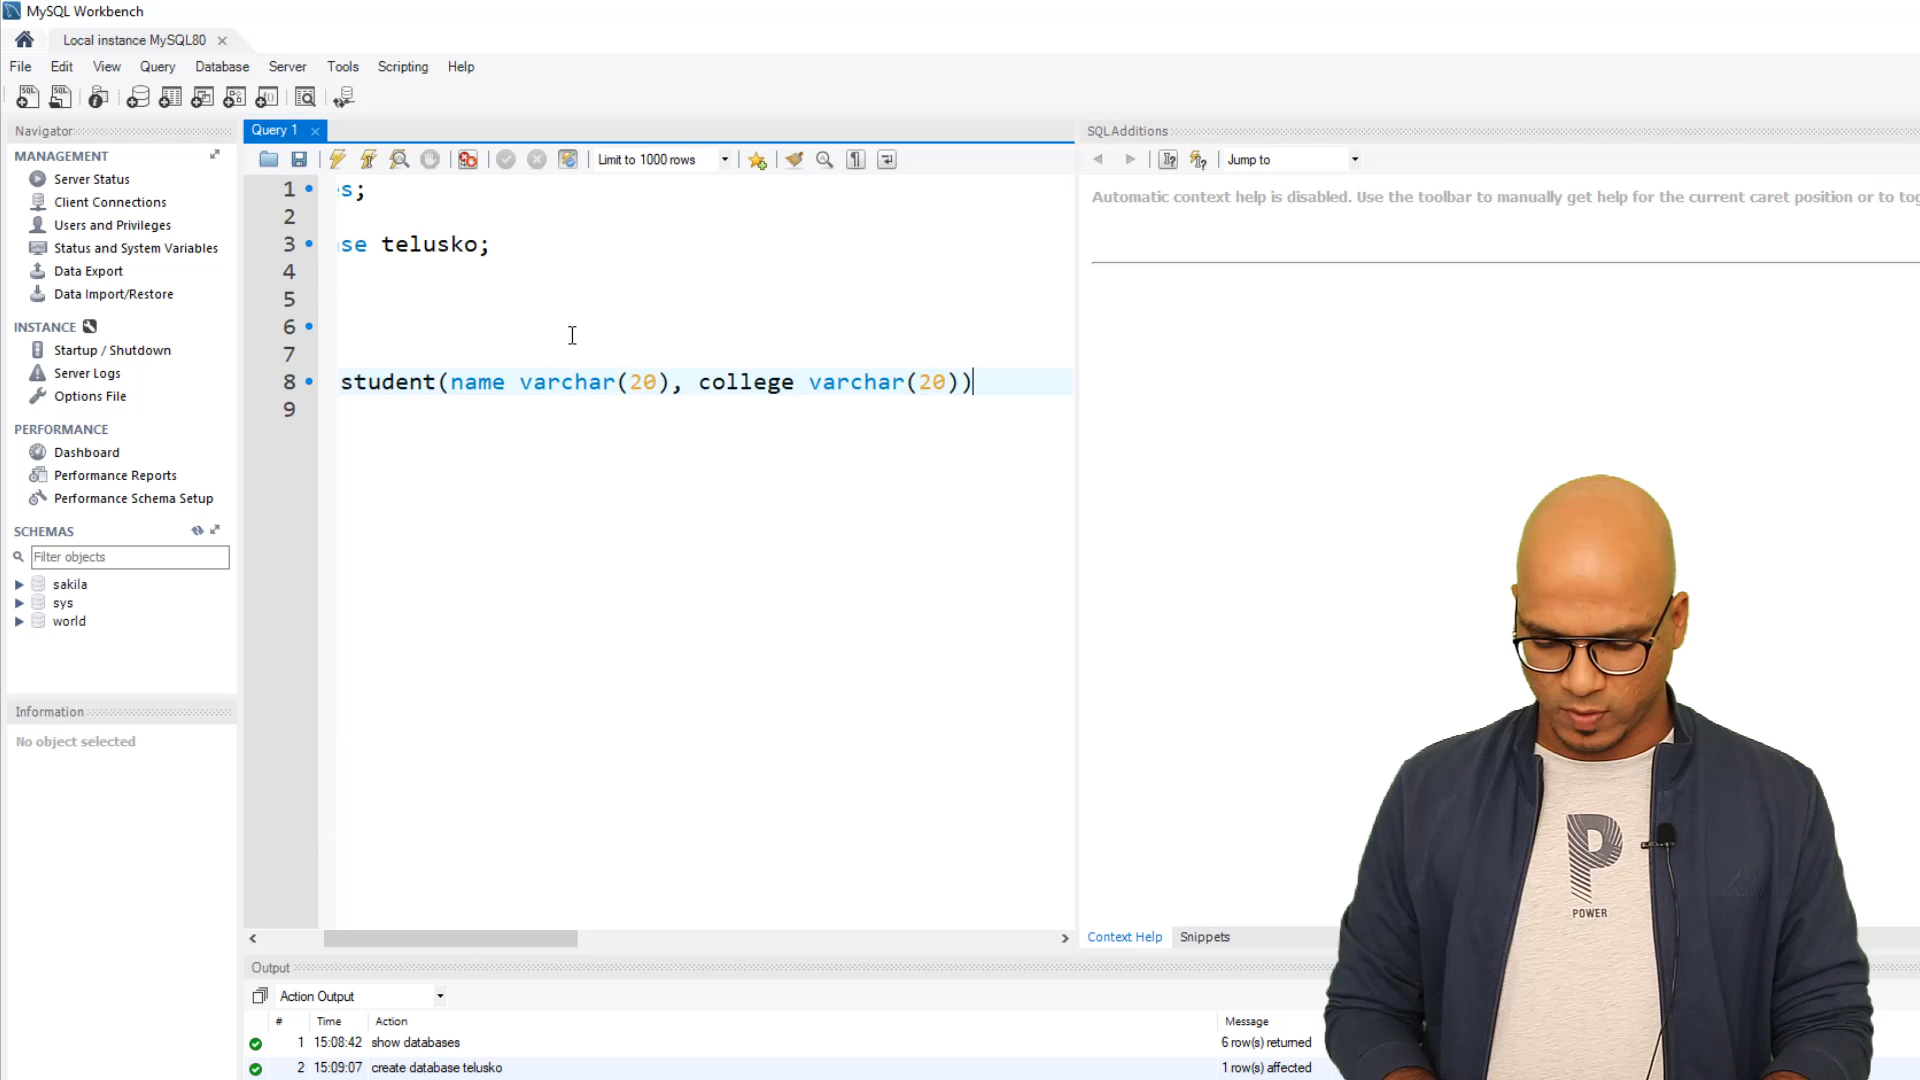 MySQL Workbench
Local instance MySQL80
File Edit View Query Database Server Tools Scripting Help
Navigator
MANAGEMENT
Server Status
Client Connections
Users and Privileges
Status and System Variables
Data Export
Data Import/Restore
INSTANCE
Startup / Shutdown
Server Logs
Options File
PERFORMANCE
Dashboard
Performance Reports
Performance Schema Setup
SCHEMAS
Filter objects
sakila
sys
world
Information
No object selected
Query 1
Limit to 1000 rows
1 s;
2
3 se telusko;
4
5
6
7
8 student(name varchar(20), college varchar(20))
9
SQLAdditions
Jump to
Automatic context help is disabled. Use the toolbar to manually get help for the current caret position or to tog
Context Help Snippets
Output
Action Output
# Time Action Message
1 15:08:42 show databases 6 row(s) returned
2 15:09:07 create database telusko 1 row(s) affected
P
POWER